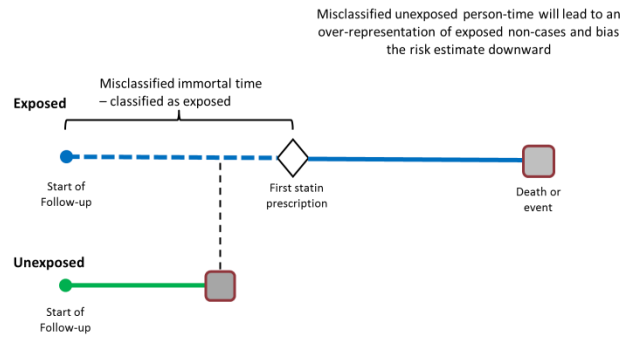 Misclassified unexposed person-time will lead to an
over-representation of exposed non-cases and bias
the risk estimate downward
Misclassified immortal time
– classified as exposed
Exposed
Start of
Follow-up
First statin
prescription
Death or
event
Unexposed
Start of
Follow-up